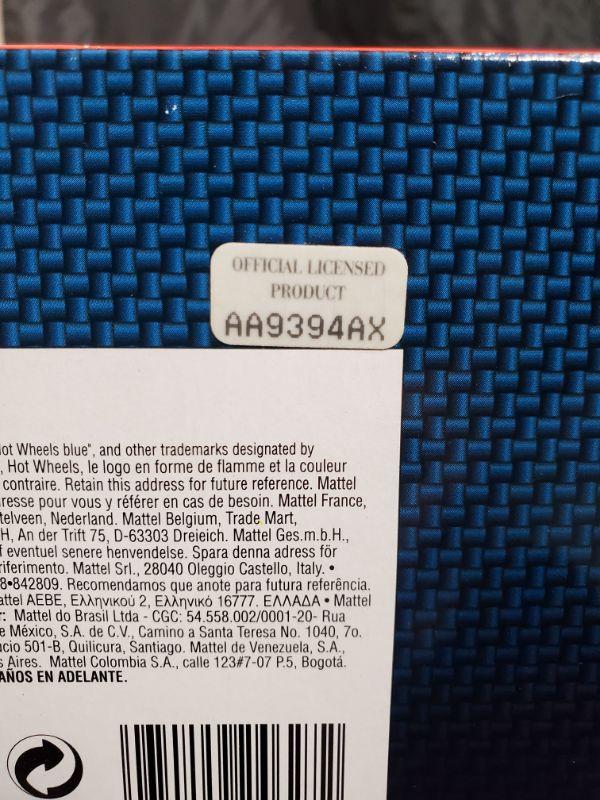 OFFICIAL LICENSED
PRODUCT
AA9394AX
ot Wheels blue", and other trademarks designated by
, Hot Wheels, le logo en forme de flamme et la couleur
contraire. Retain this address for future reference. Mattel
resse pour vous y référer en cas de besoin. Mattel France,
telveen, Nederland. Mattel Belgium, Trade Mart,
H, An der Trift 75, D-63303 Dreieich. Mattel Ges.m.b.H.,
f eventuel senere henvendelse. Spara denna adress för
riferimento. Mattel Srl., 28040 Oleggio Castello, Italy. •
8•842809. Recomendamos que anote para futura referência.
attel AEBE, Ελληνικού 2, Ελληνικό 16777. ΕΛΛΑΔΑ • Mattel
r: Mattel do Brasil Ltda - CGC: 54.558.002/0001-20- Rua
e México, S.A. de C.V., Camino a Santa Teresa No. 1040, 7o.
acio 501-B, Quilicura, Santiago. Mattel de Venezuela, S.A.,
s Aires. Mattel Colombia S.A., calle 123#7-07 P.5, Bogotá.
AÑOS EN ADELANTE.